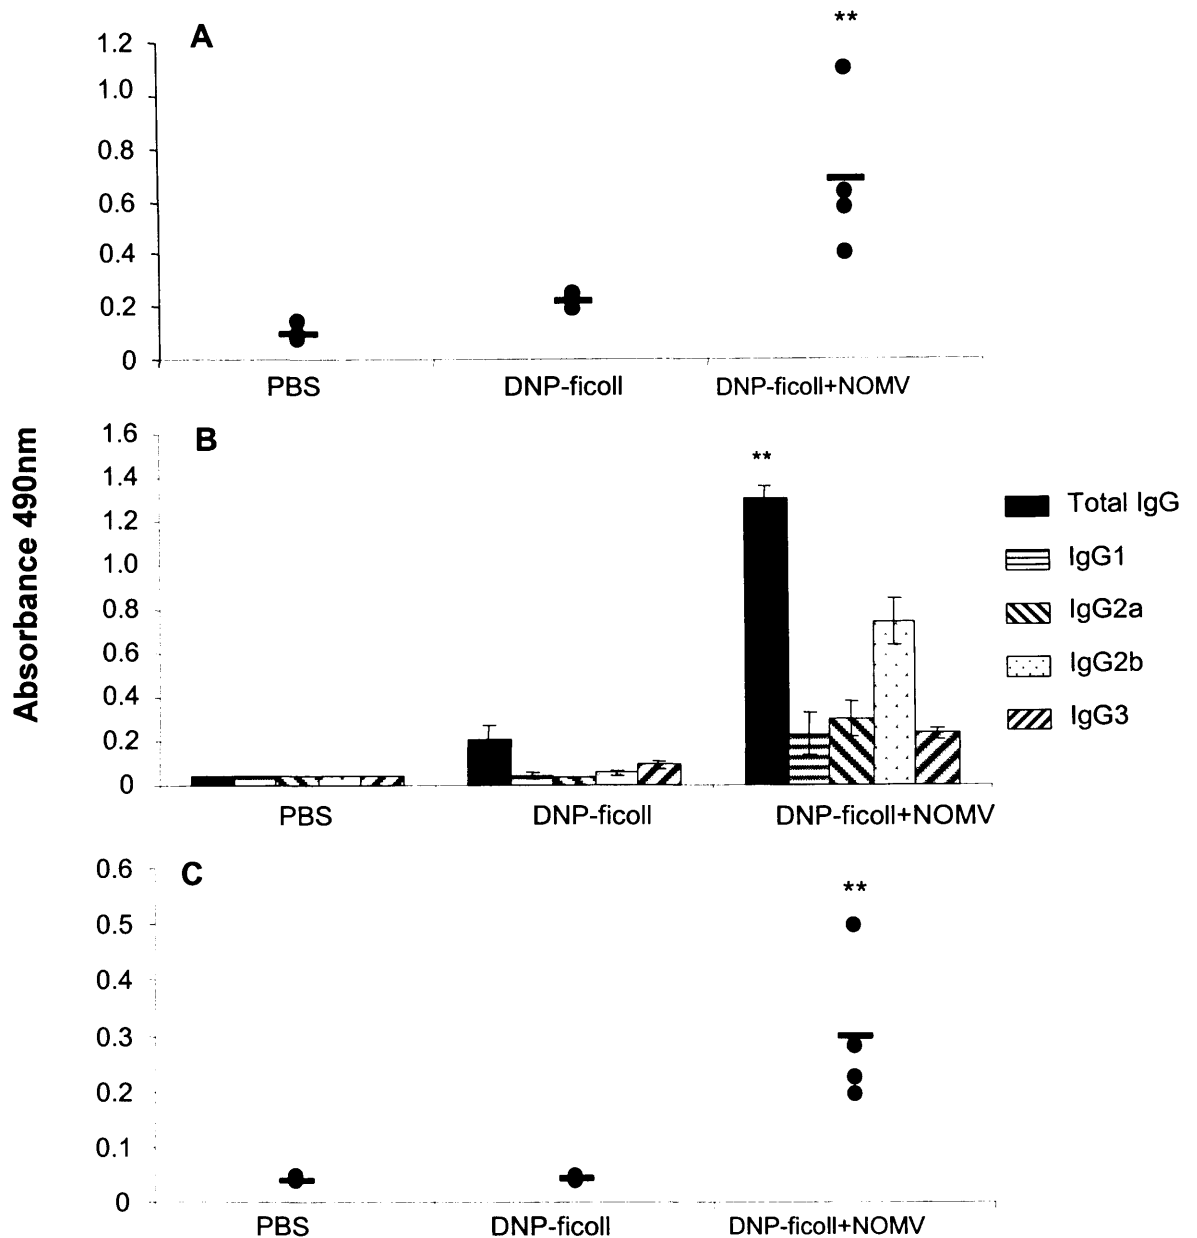 A
**
1.2
1.0
0.8
0.6
0.4
0.2
0
PBS
DNP-ficoll
DNP-ficoll+NOMV
Absorbance 490nm
B
**
1.6
1.4
1.2
1.0
0.8
0.6
0.4
0.2
0
PBS
DNP-ficoll
DNP-ficoll+NOMV
Total IgG
IgG1
IgG2a
IgG2b
IgG3
C
**
0.6
0.5
0.4
0.3
0.2
0.1
0
PBS
DNP-ficoll
DNP-ficoll+NOMV